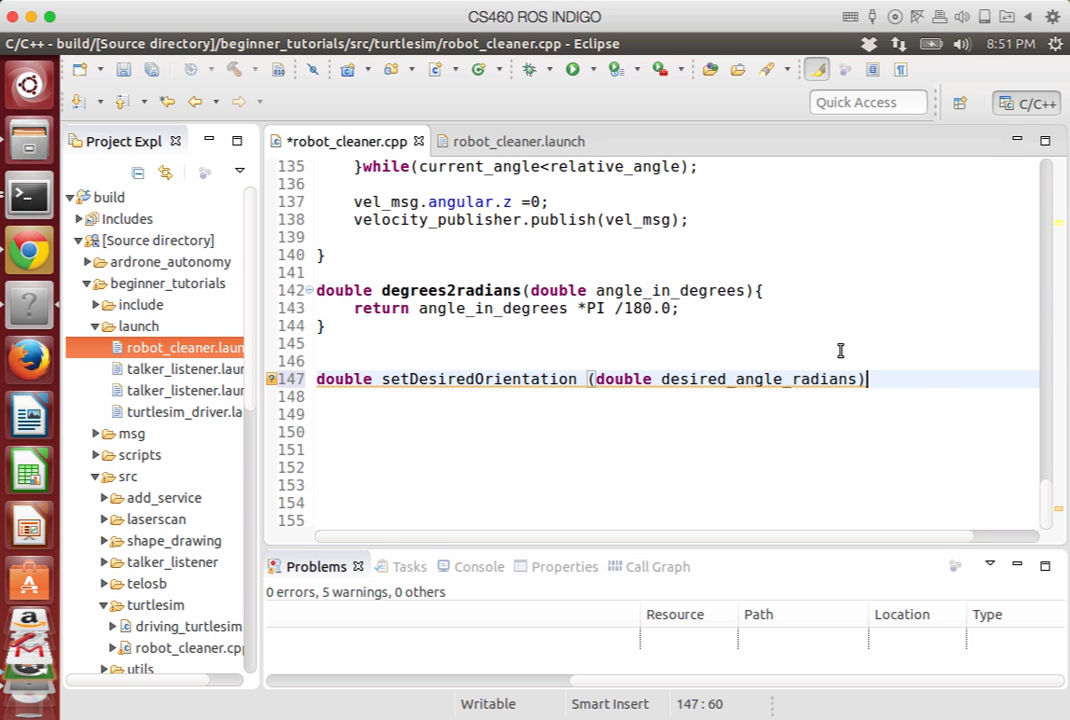 CS460 ROS INDIGO
C/C++ - build/[Source directory]/beginner_tutorials/src/turtlesim/robot_cleaner.cpp - Eclipse
8:51 PM
Quick Access
C/C++
Project Expl
*robot_cleaner.cpp
robot_cleaner.launch
build
Includes
[Source directory]
ardrone_autonomy
beginner_tutorials
include
launch
robot_cleaner.laun
talker_listener.lau
talker_listener.lau
turtlesim_driver.la
msg
scripts
src
add_service
laserscan
shape_drawing
talker_listener
telosb
turtlesim
driving_turtlesim
robot_cleaner.cpp
utils
135 }while(current_angle<relative_angle);
136
137 vel_msg.angular.z =0;
138 velocity_publisher.publish(vel_msg);
139
140 }
141
142 double degrees2radians(double angle_in_degrees){
143 return angle_in_degrees *PI /180.0;
144 }
145
146
147 double setDesiredOrientation (double desired_angle_radians)
148
149
150
151
152
153
154
155
Problems
Tasks
Console
Properties
Call Graph
0 errors, 5 warnings, 0 others
Resource
Path
Location
Type
Writable
Smart Insert
147 : 60